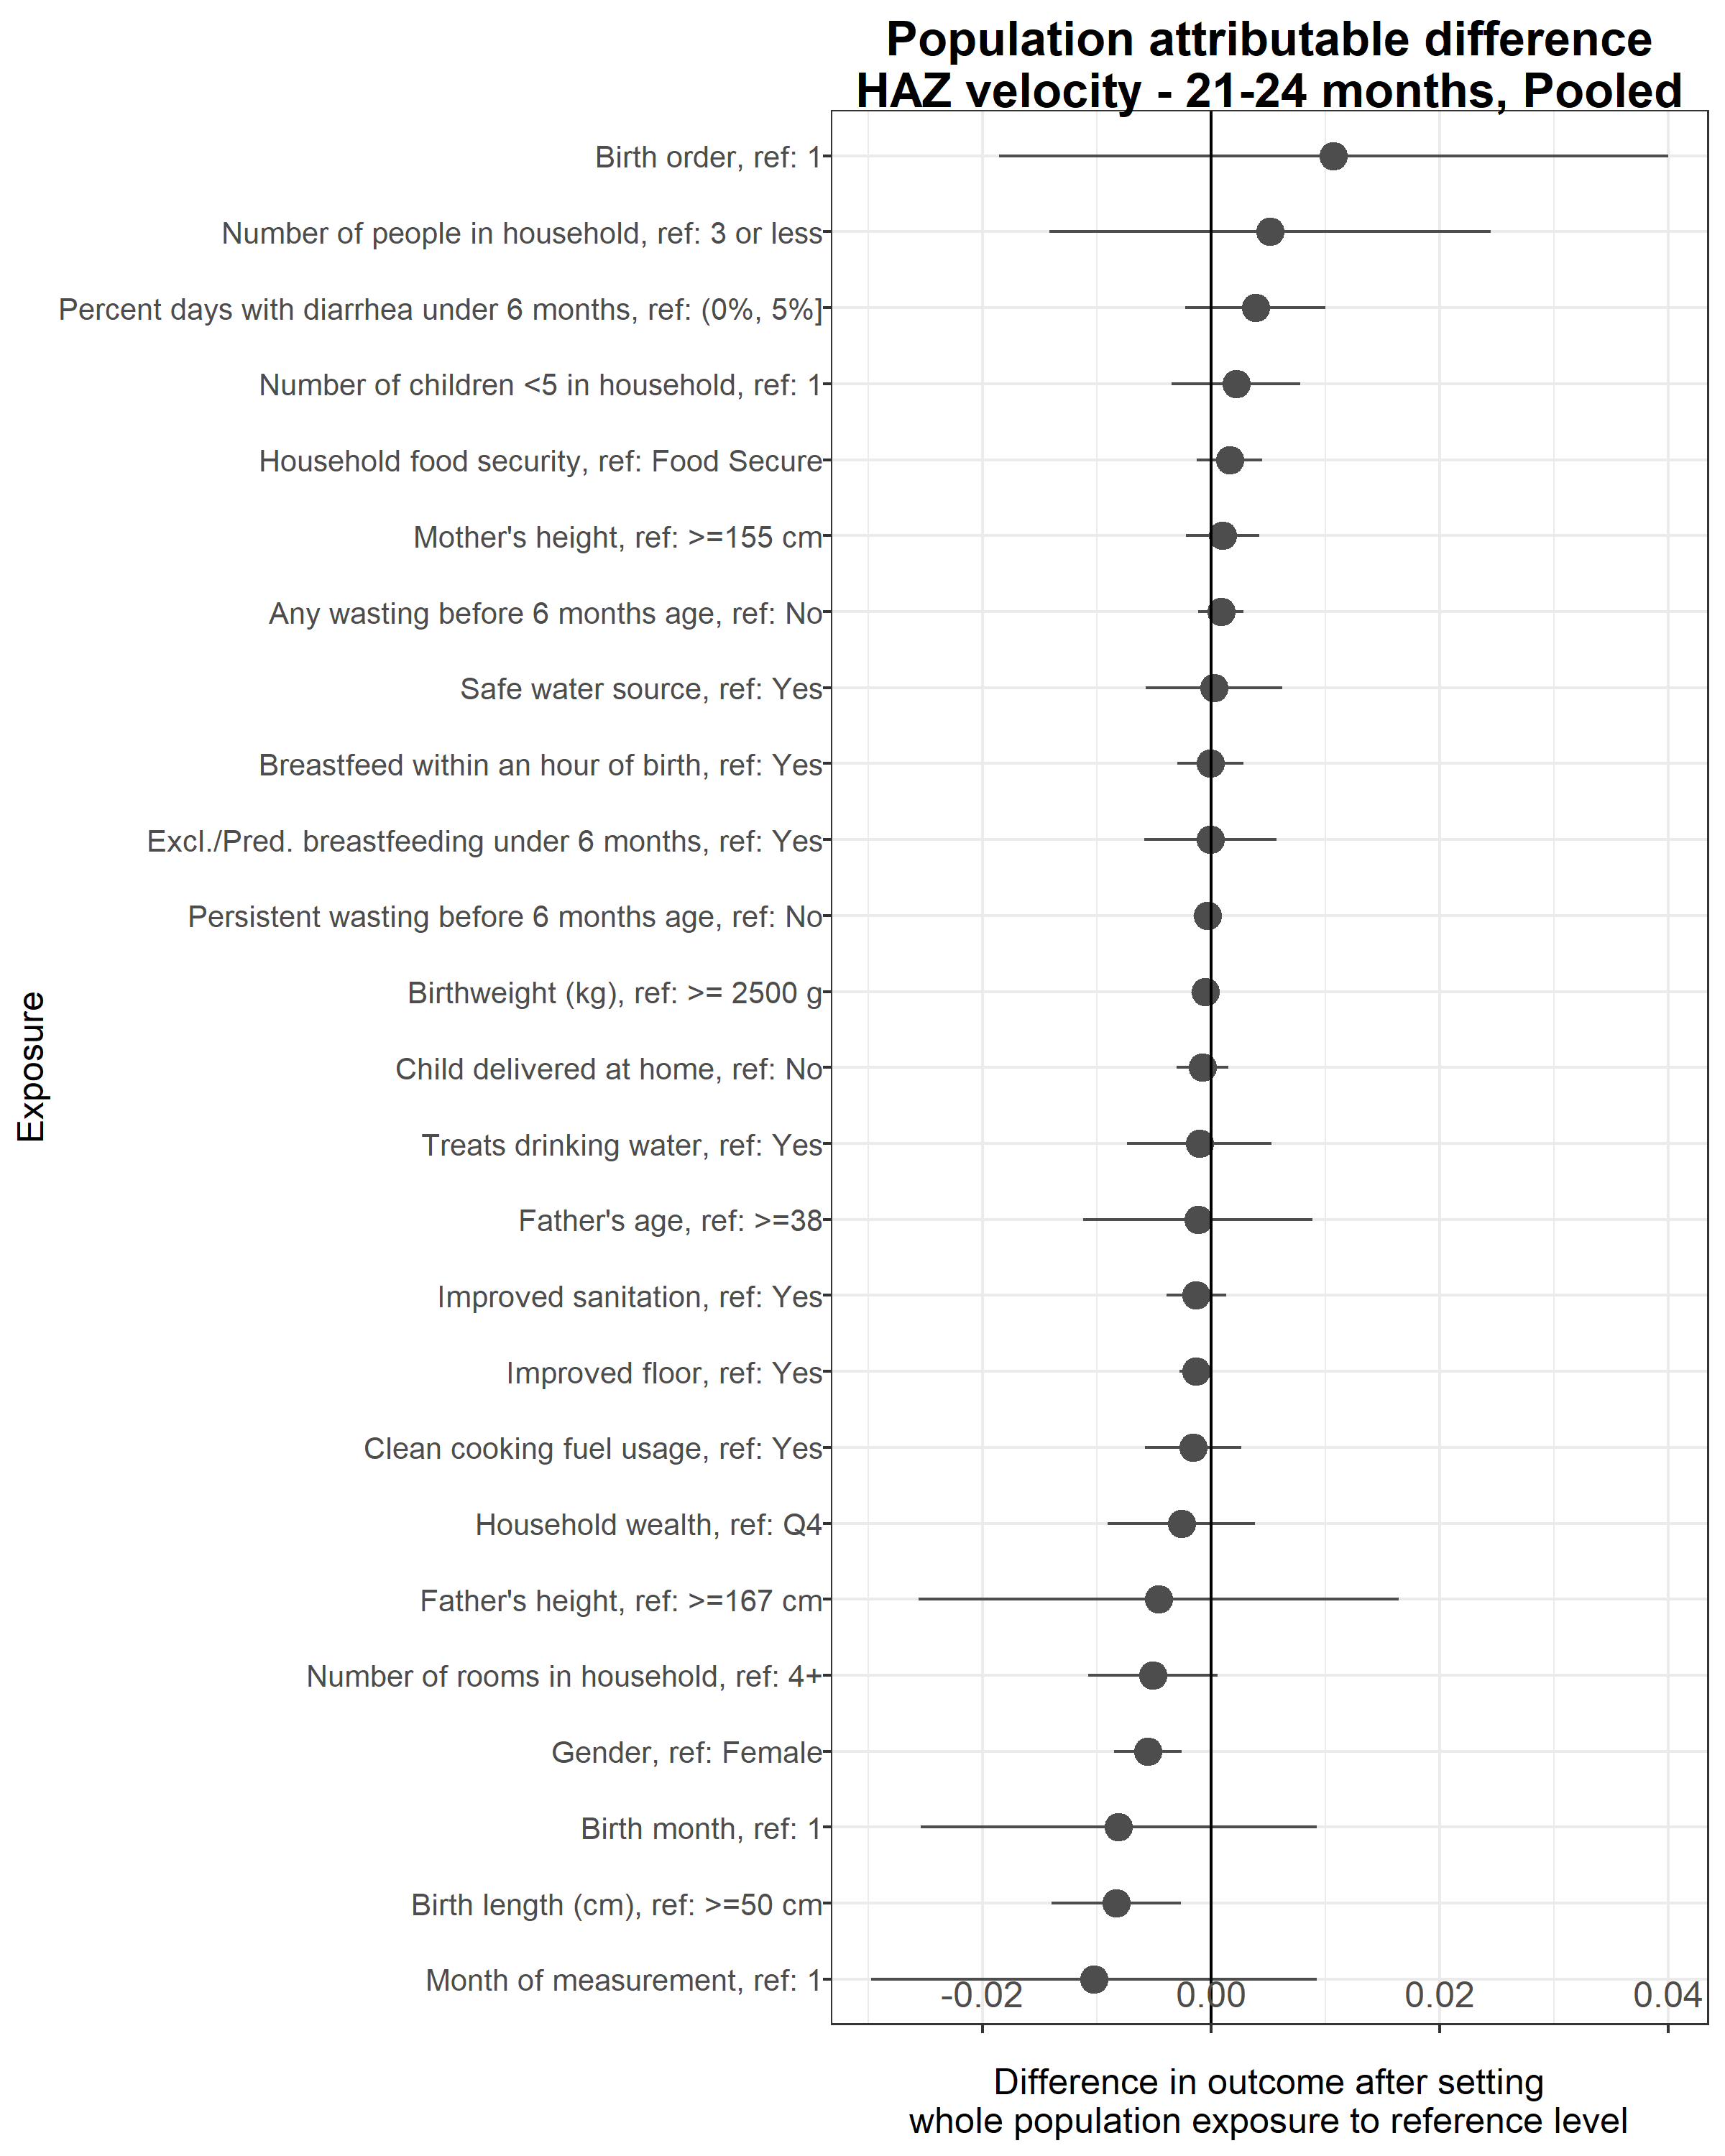 Population attributable difference
HAZ velocity - 21-24 months, Pooled
Birth order, ref: 1
Number of people in household, ref: 3 or less
Percent days with diarrhea under 6 months, ref: (0%, 5%]
Number of children <5 in household, ref: 1
Household food security, ref: Food Secure
Mother's height, ref: >=155 cm
Any wasting before 6 months age, ref: No
Safe water source, ref: Yes
Breastfeed within an hour of birth, ref: Yes
Excl./Pred. breastfeeding under 6 months, ref: Yes
Persistent wasting before 6 months age, ref: No
Birthweight (kg), ref: >= 2500 g
Child delivered at home, ref: No
Treats drinking water, ref: Yes
Father's age, ref: >=38
Improved sanitation, ref: Yes
Improved floor, ref: Yes
Clean cooking fuel usage, ref: Yes
Household wealth, ref: Q4
Father's height, ref: >=167 cm
Number of rooms in household, ref: 4+
Gender, ref: Female
Birth month, ref: 1
Birth length (cm), ref: >=50 cm
Month of measurement, ref: 1
Exposure
-0.02 0.00 0.02 0.04
Difference in outcome after setting
whole population exposure to reference level